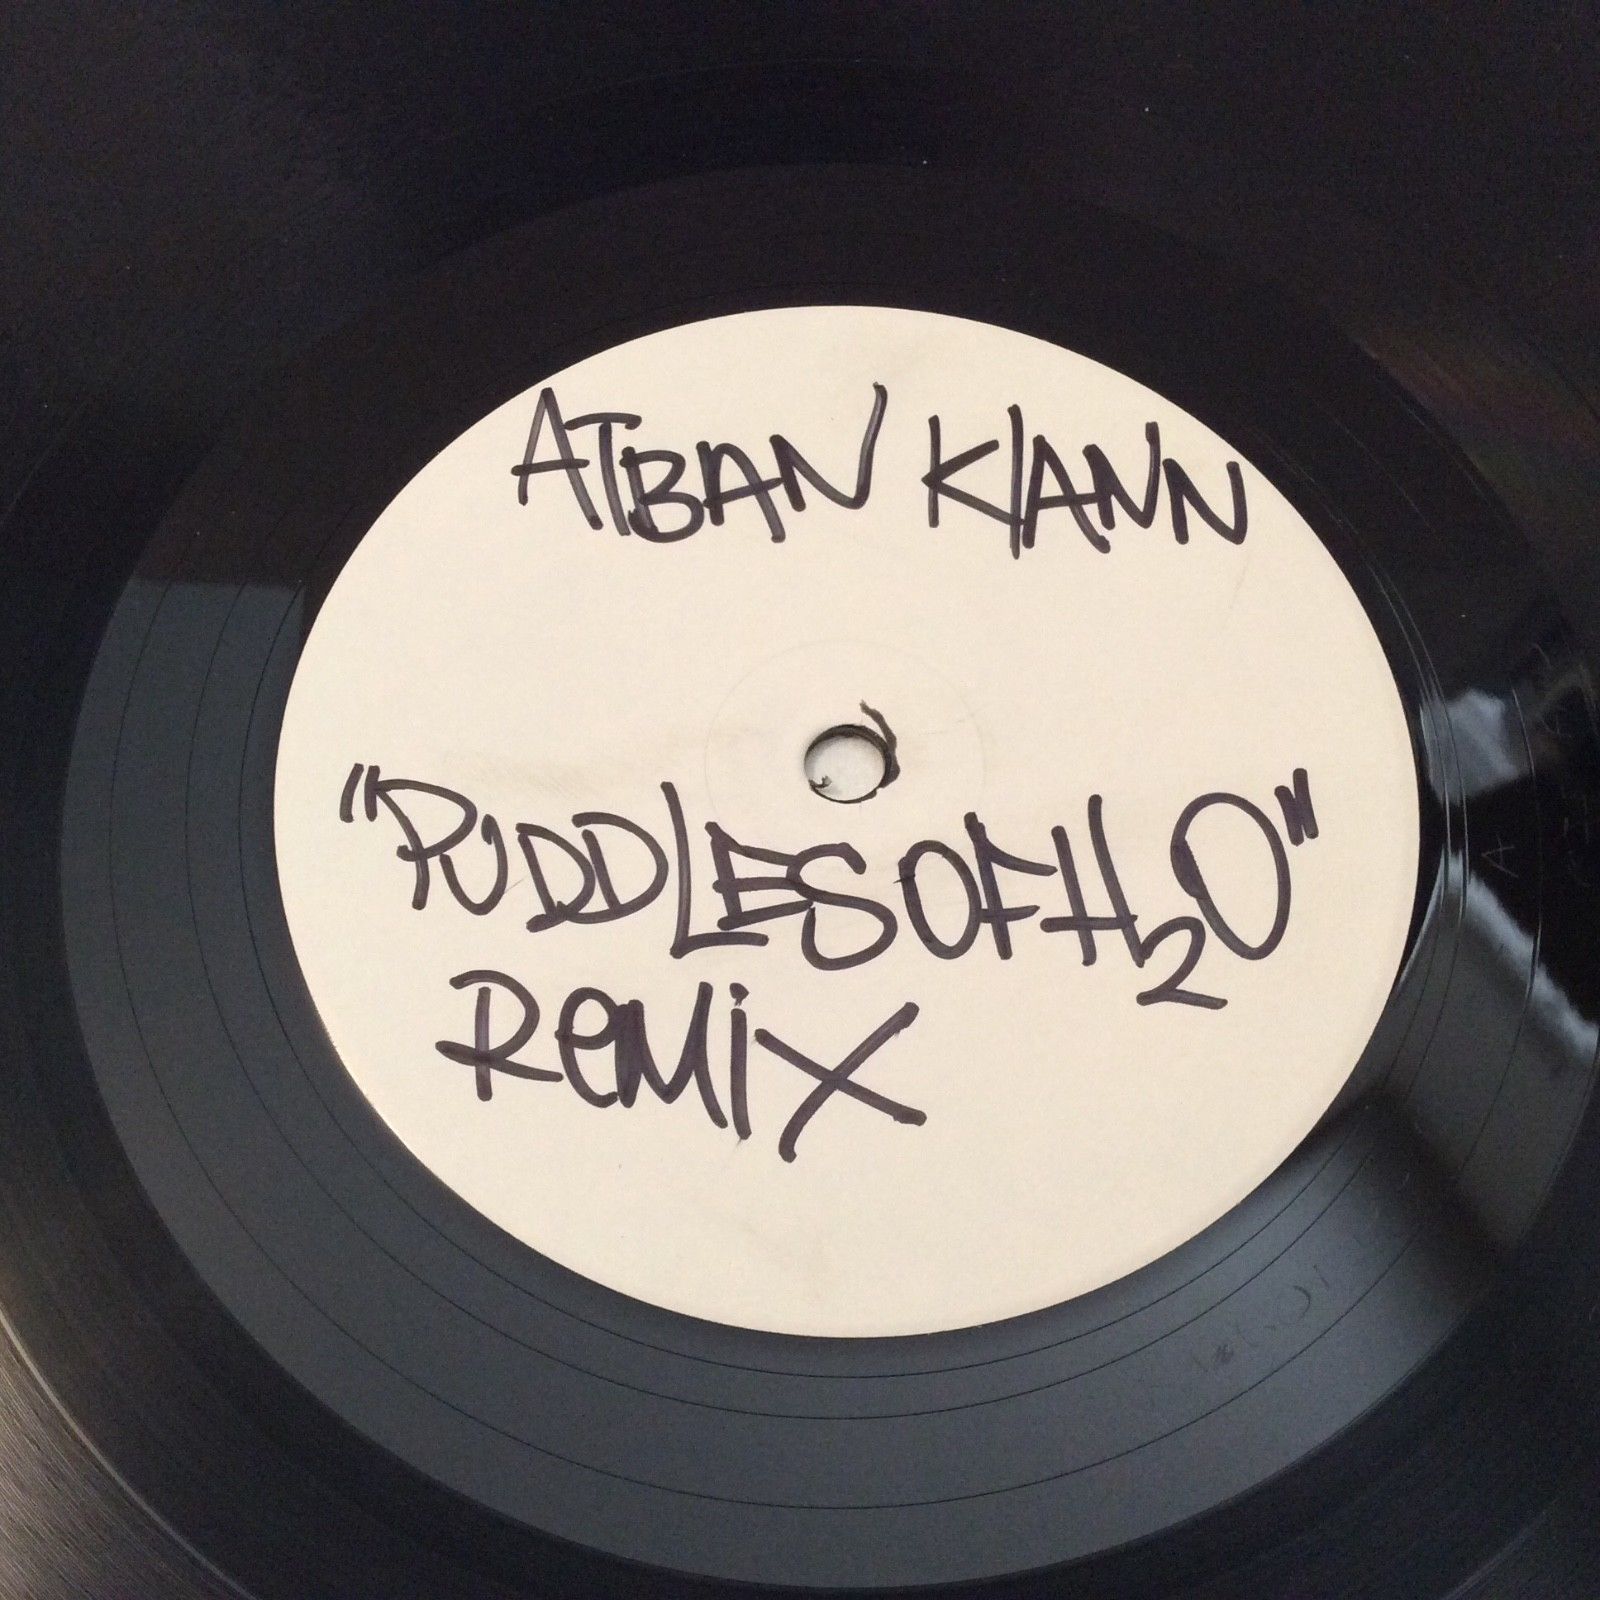 ATBAN KLANN
"PUDDLES OF H₂O"
REMIX